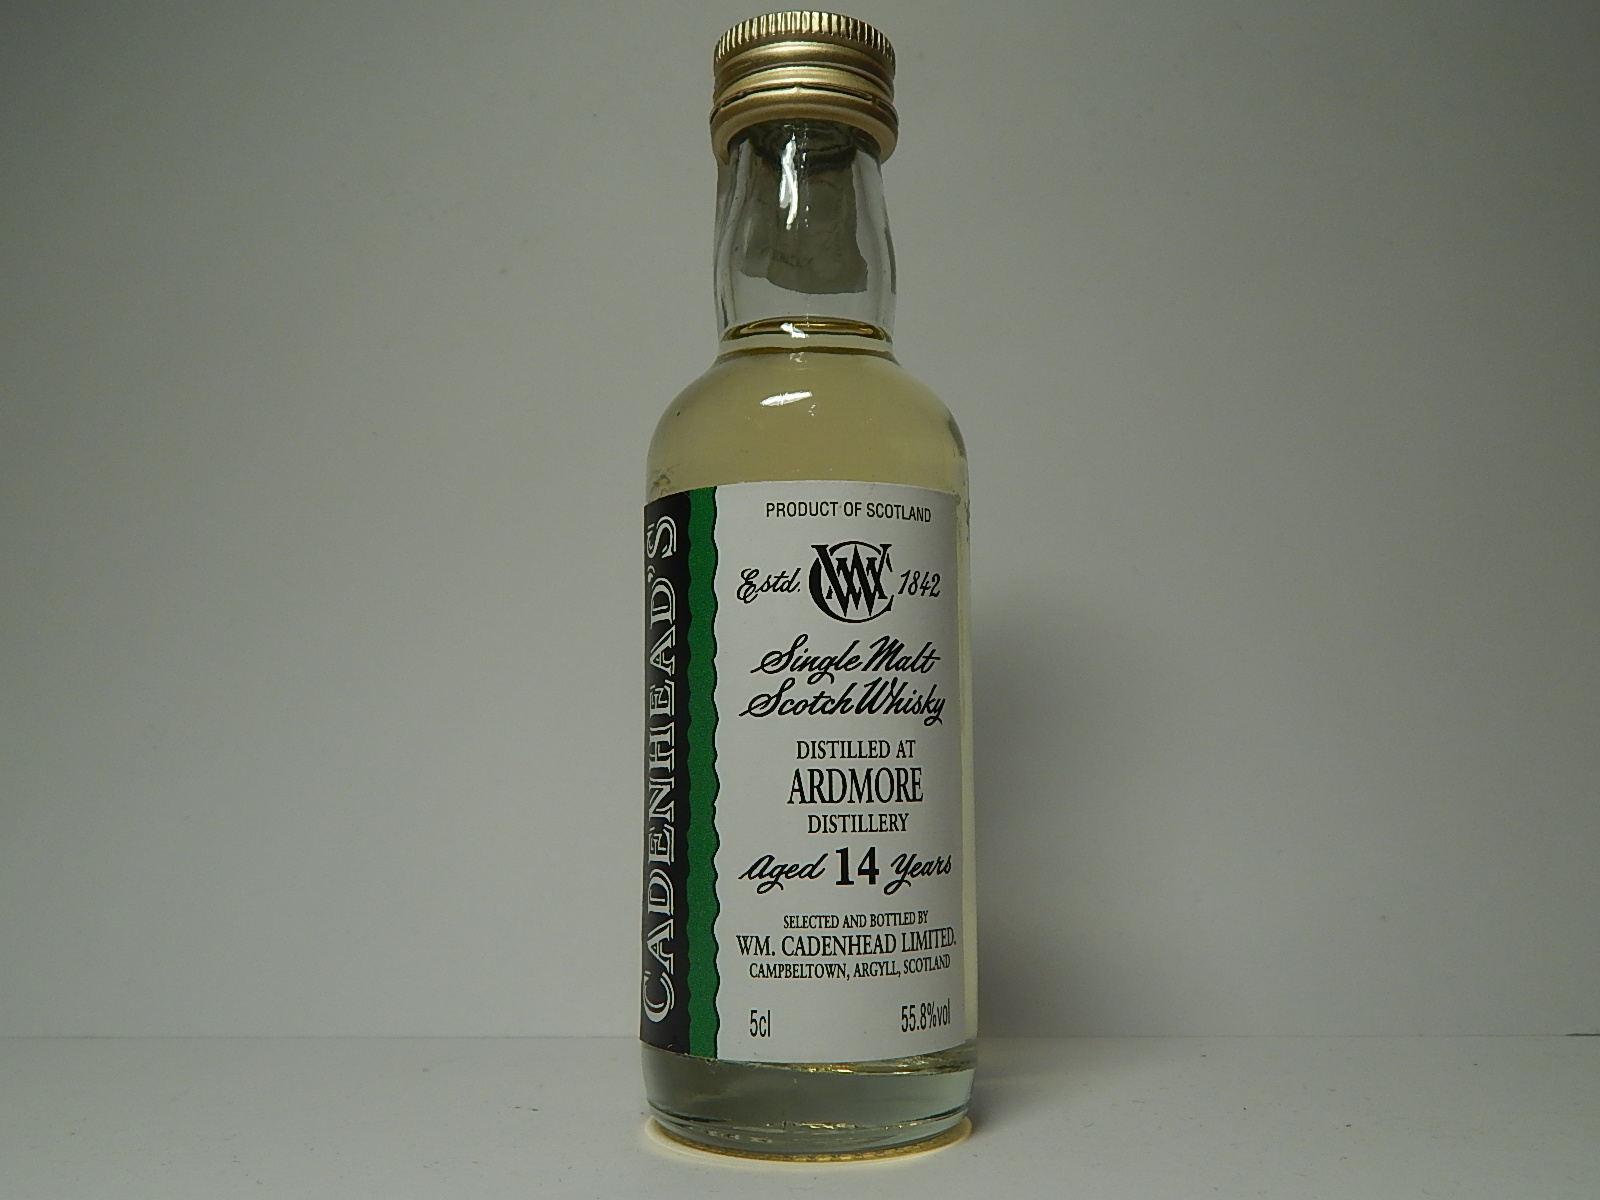 CADENHEAD'S
PRODUCT OF SCOTLAND
Estd. WC 1842
Single Malt
Scotch Whisky
DISTILLED AT
ARDMORE
DISTILLERY
Aged 14 Years
SELECTED AND BOTTLED BY
WM. CADENHEAD LIMITED.
CAMPBELTOWN, ARGYLL, SCOTLAND
5cl 55.8%vol